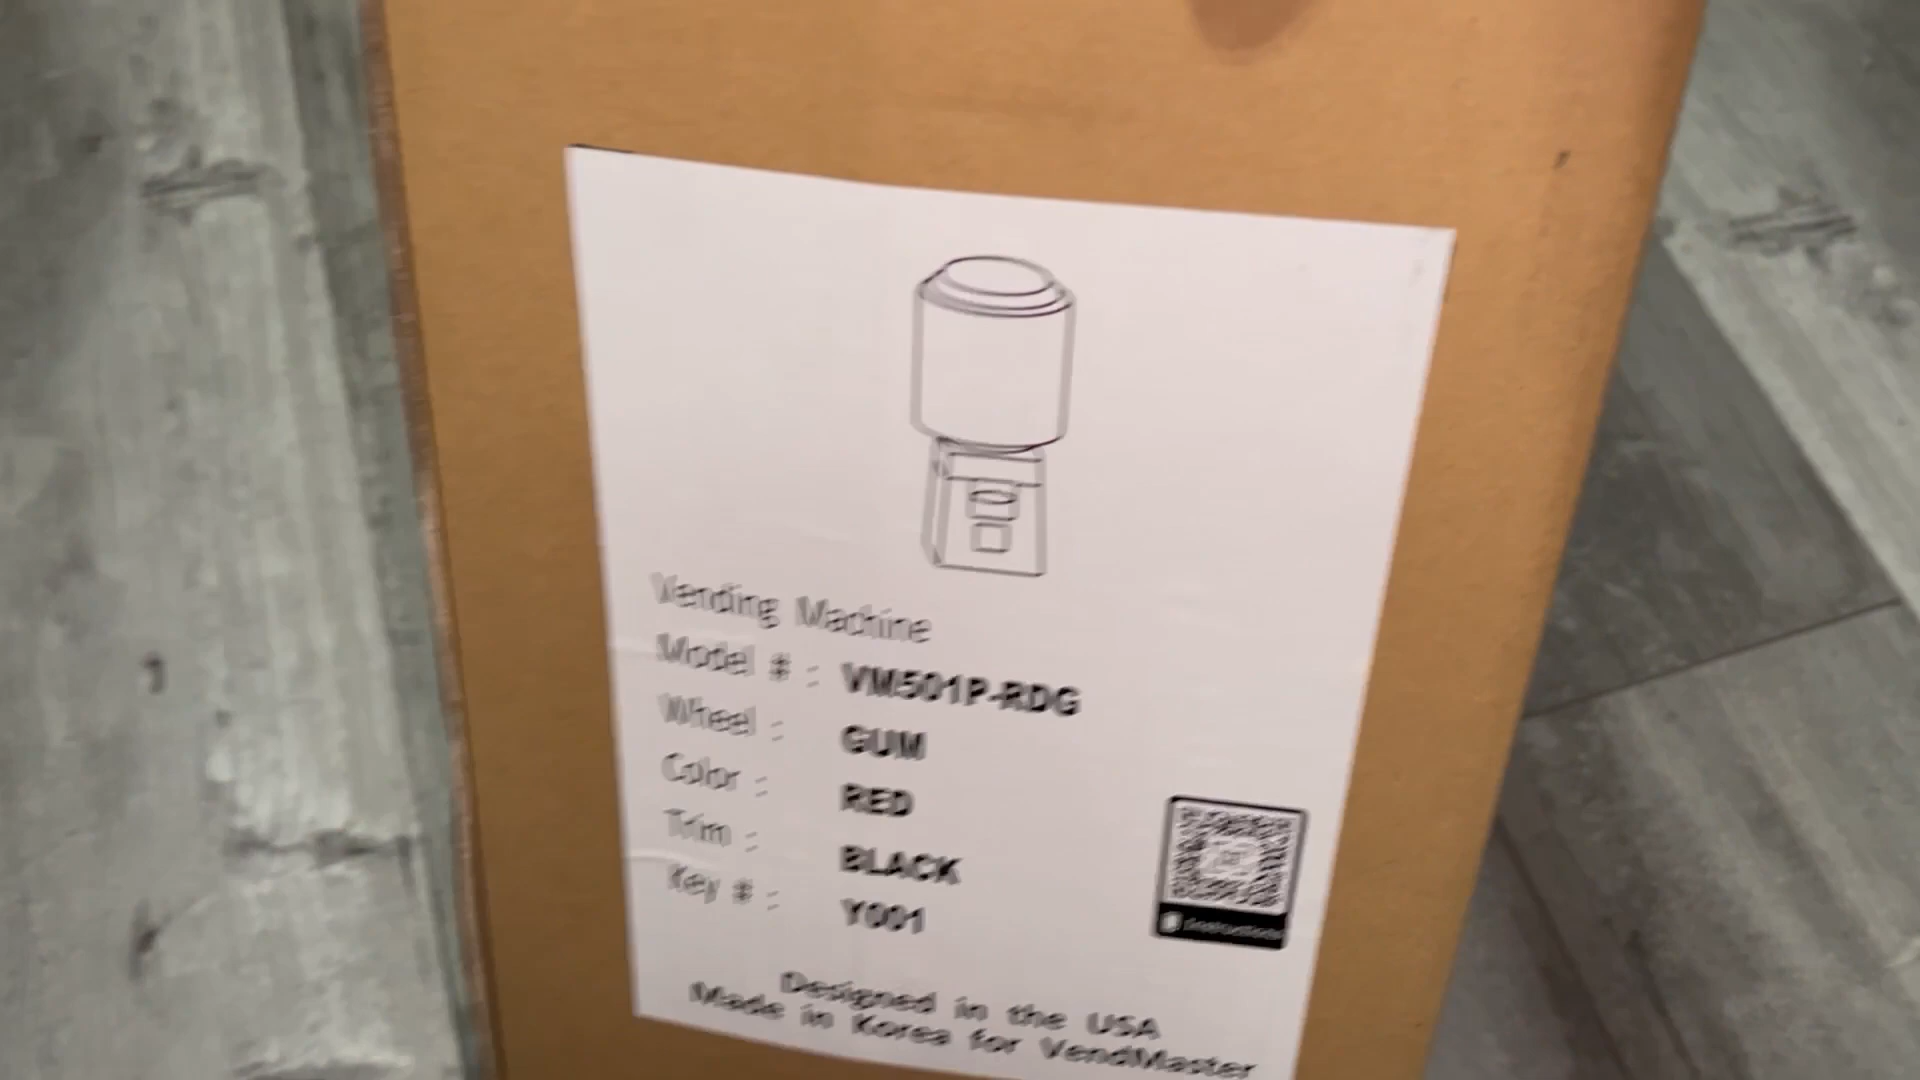 Vending Machine
Model # : VM501P-RDG
Wheel : GUM
Color : RED
Trim : BLACK
Key # : Y001
Designed in the USA
Made in Korea for VendMaster